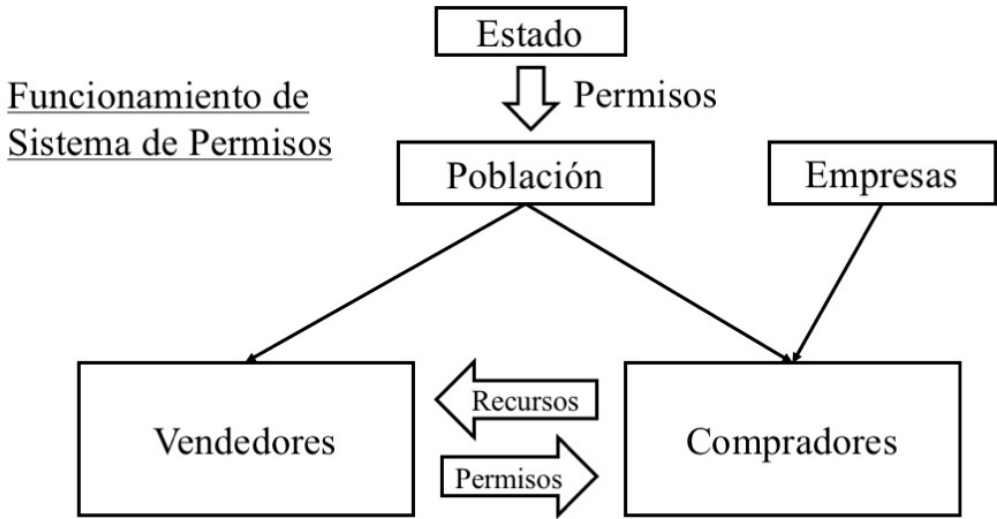 Estado
Permisos
Funcionamiento de
Sistema de Permisos
Población
Empresas
Recursos
Vendedores
Compradores
Permisos